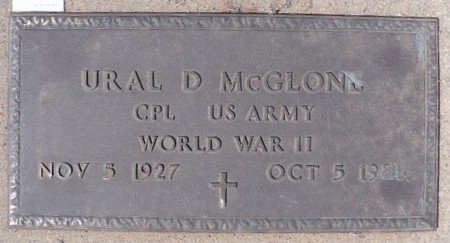 URAL D McGLONE
CPL US ARMY
WORLD WAR II
NOV 5 1927 OCT 5